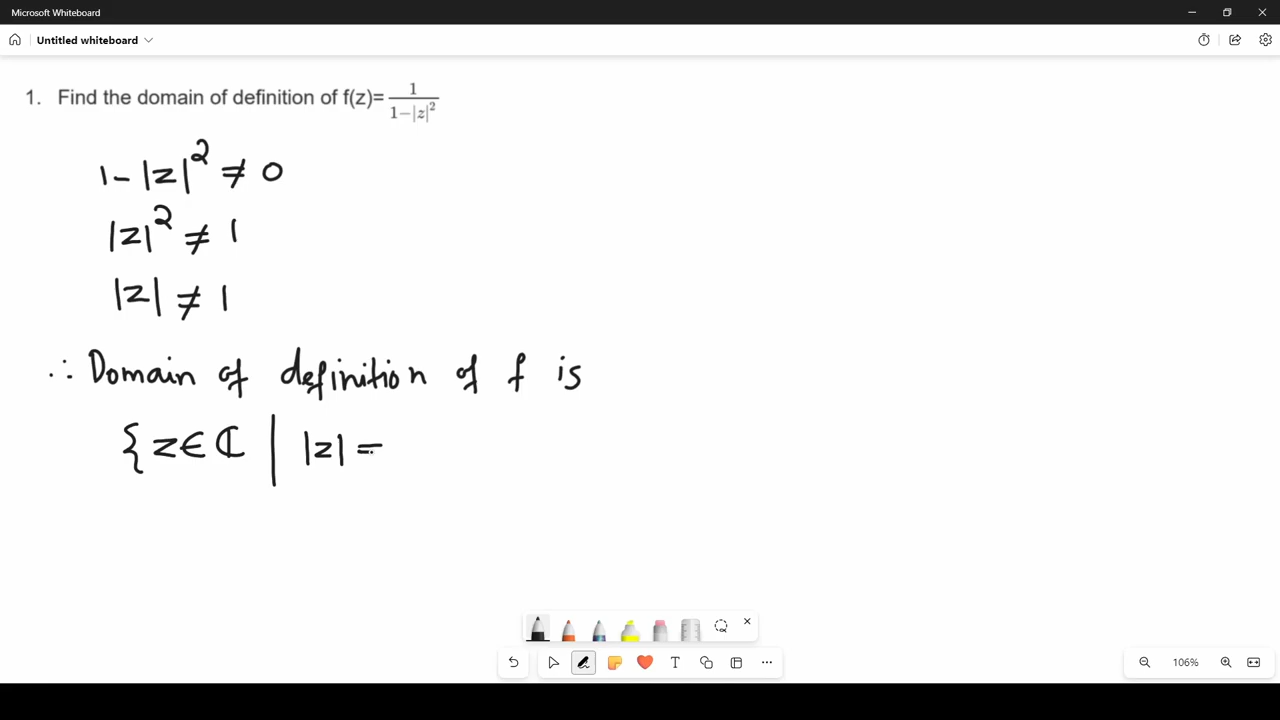 Microsoft Whiteboard
Untitled whiteboard
1. Find the domain of definition of f(z)=1/(1−|z|²)
1 - |z|² ≠ 0
|z|² ≠ 1
|z| ≠ 1
∴ Domain of definition of f is
{ z ∈ ℂ | |z| =
T
106%